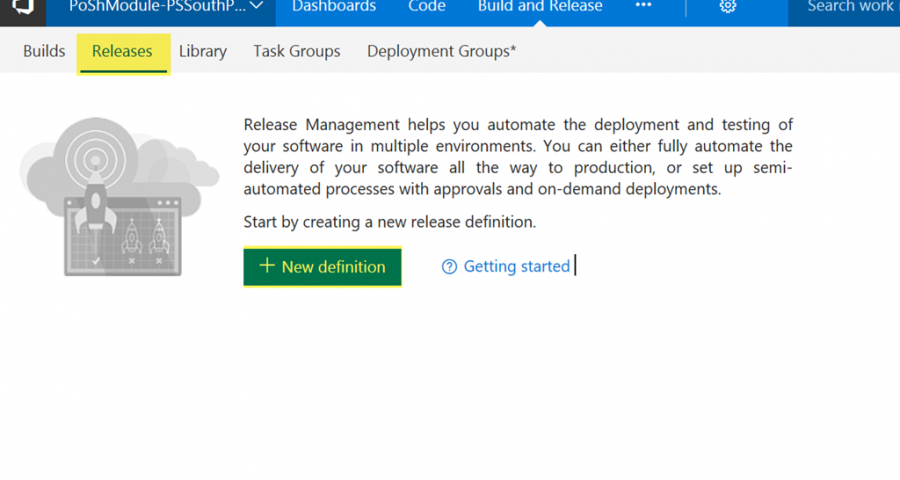 PoShModule-PSSouthP... Dashboards Code Build and Release ... Search work
Builds Releases Library Task Groups Deployment Groups*
Release Management helps you automate the deployment and testing of
your software in multiple environments. You can either fully automate the
delivery of your software all the way to production, or set up semi-
automated processes with approvals and on-demand deployments.
Start by creating a new release definition.
+ New definition ? Getting started